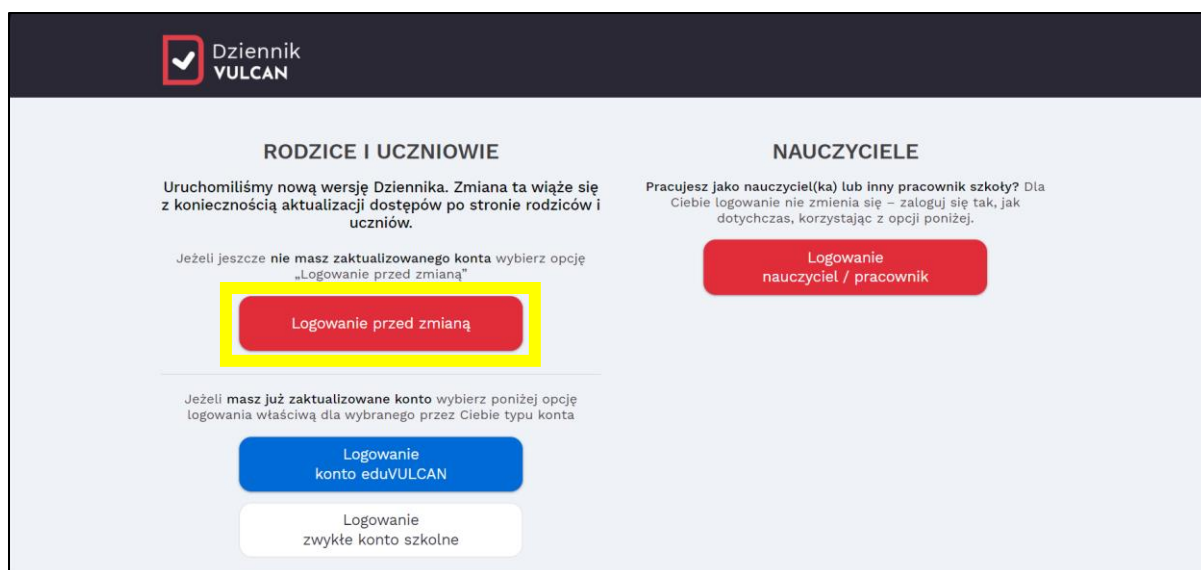 Dziennik
VULCAN
RODZICE I UCZNIOWIE
Uruchomiliśmy nową wersję Dziennika. Zmiana ta wiąże się
z koniecznością aktualizacji dostępów po stronie rodziców i
uczniów.
Jeżeli jeszcze nie masz zaktualizowanego konta wybierz opcję
„Logowanie przed zmianą”
Logowanie przed zmianą
Jeżeli masz już zaktualizowane konto wybierz poniżej opcję
logowania właściwą dla wybranego przez Ciebie typu konta
Logowanie
konto eduVULCAN
Logowanie
zwykłe konto szkolne
NAUCZYCIELE
Pracujesz jako nauczyciel(ka) lub inny pracownik szkoły? Dla
Ciebie logowanie nie zmienia się – zaloguj się tak, jak
dotychczas, korzystając z opcji poniżej.
Logowanie
nauczyciel / pracownik